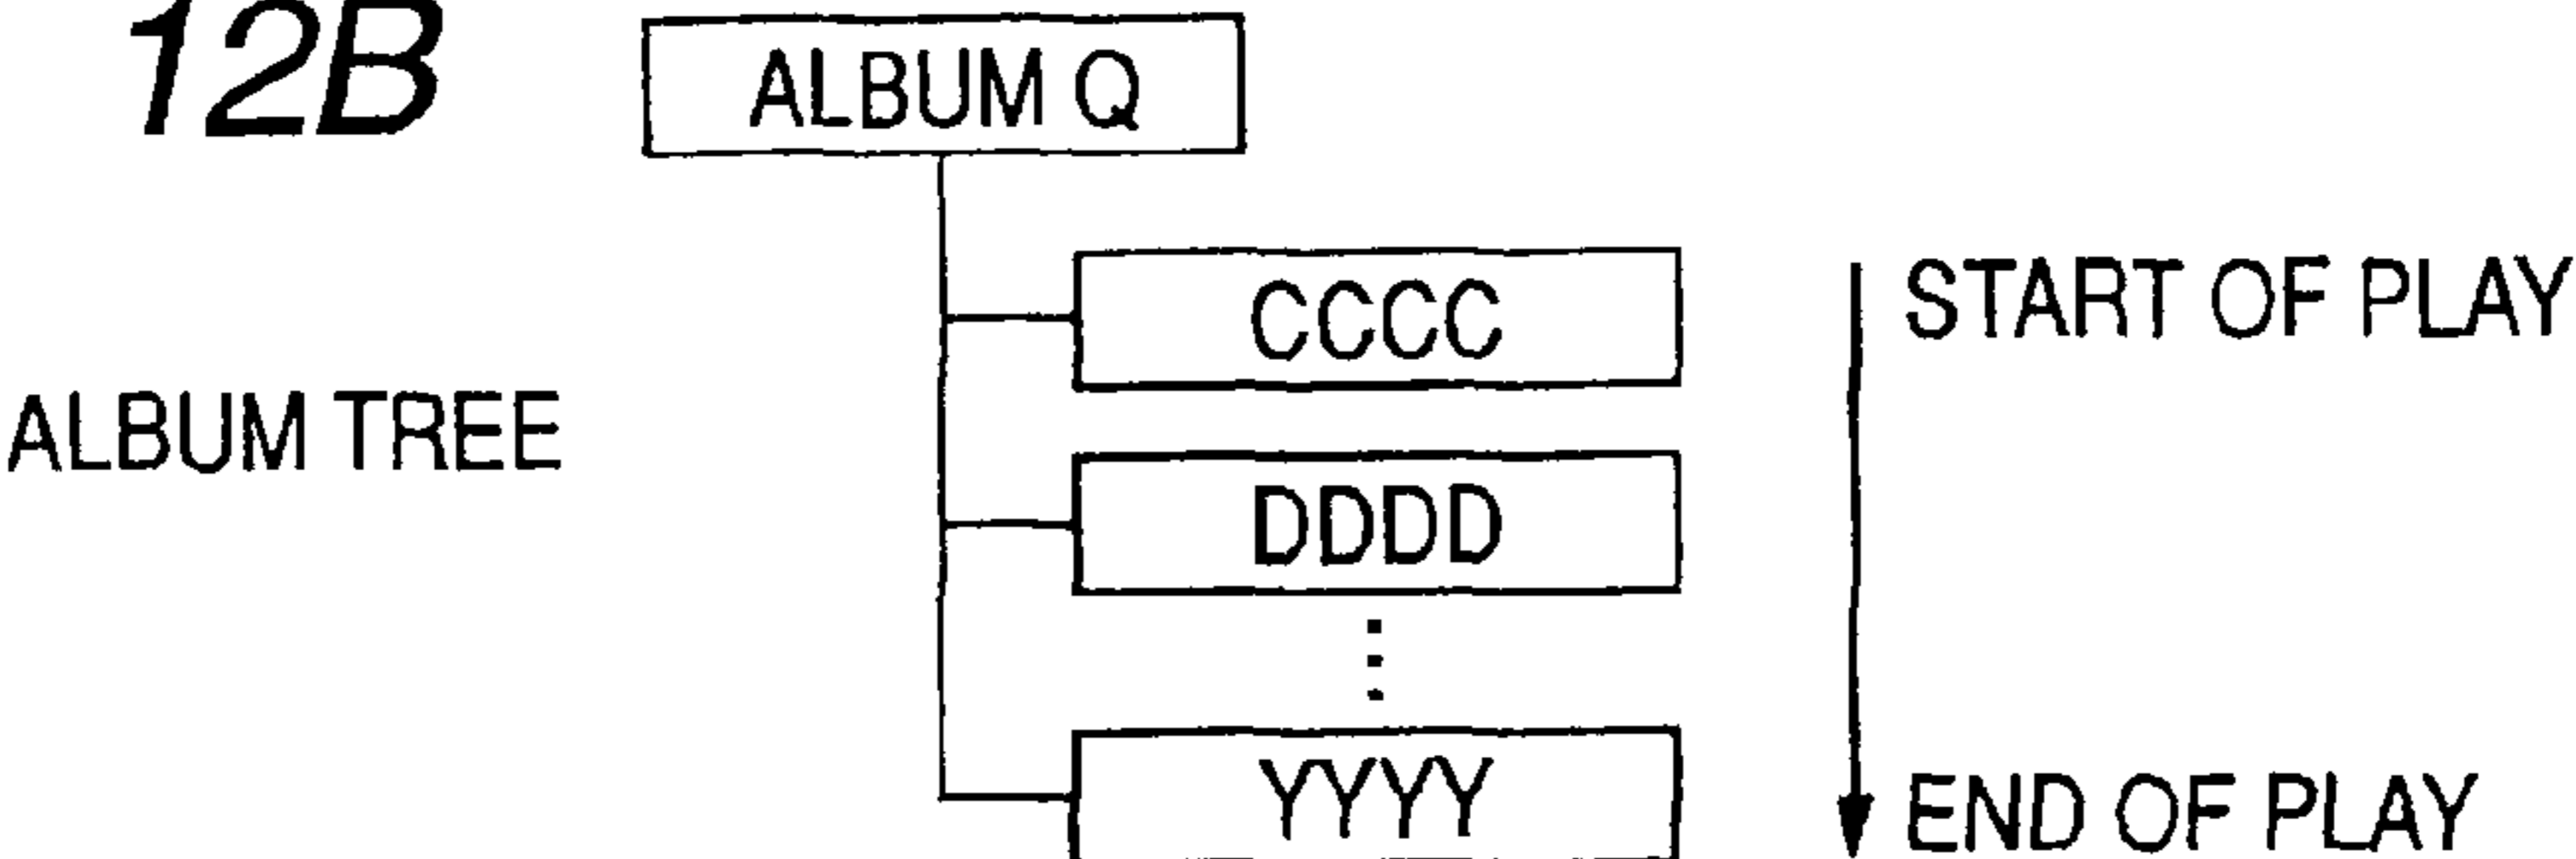 12B
ALBUM Q
CCCC
START OF PLAY
ALBUM TREE
DDDD
YYYY
END OF PLAY